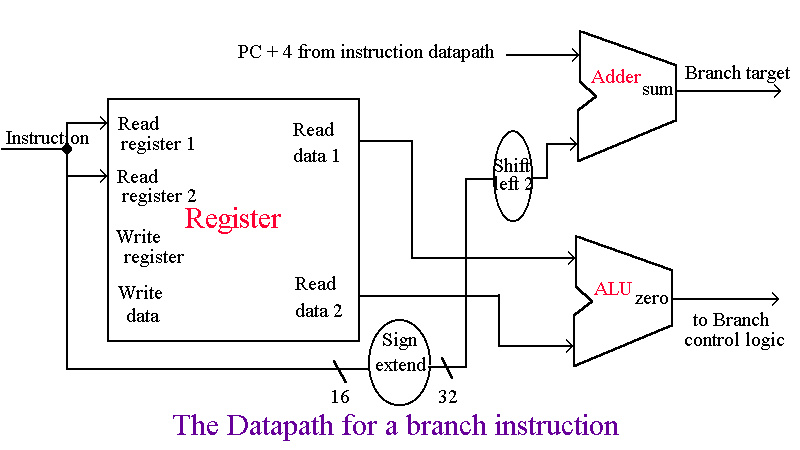 PC + 4 from instruction datapath
Adder
sum
Branch target
Instruction
Read
register 1
Read
data 1
Read
register 2
Shift
left 2
Register
Write
register
Write
data
Read
data 2
ALU
zero
to Branch
control logic
Sign
extend
16
32
The Datapath for a branch instruction